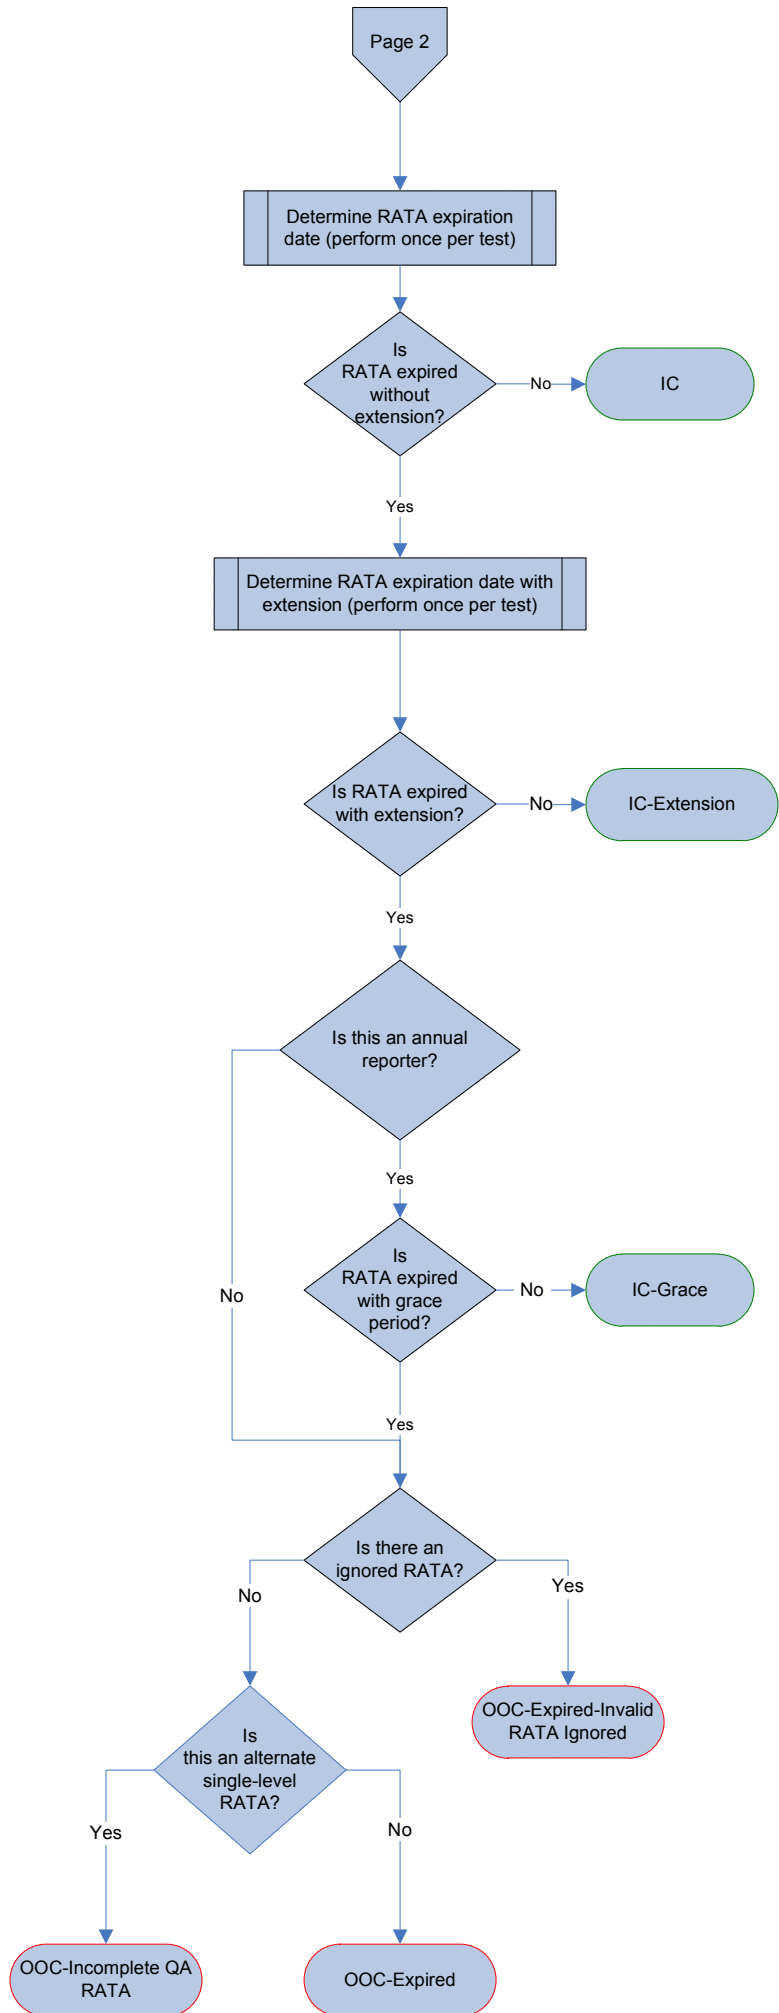 Page 2
Determine RATA expiration
date (perform once per test)
Is
RATA expired
without
extension?
No
IC
Yes
Determine RATA expiration date with
extension (perform once per test)
Is RATA expired
with extension?
No
IC-Extension
Yes
Is this an annual
reporter?
Yes
Is
RATA expired
with grace
period?
No
No
IC-Grace
Yes
Is there an
ignored RATA?
No
Yes
OOC-Expired-Invalid
RATA Ignored
Is
this an alternate
single-level
RATA?
Yes
No
OOC-Incomplete QA
RATA
OOC-Expired